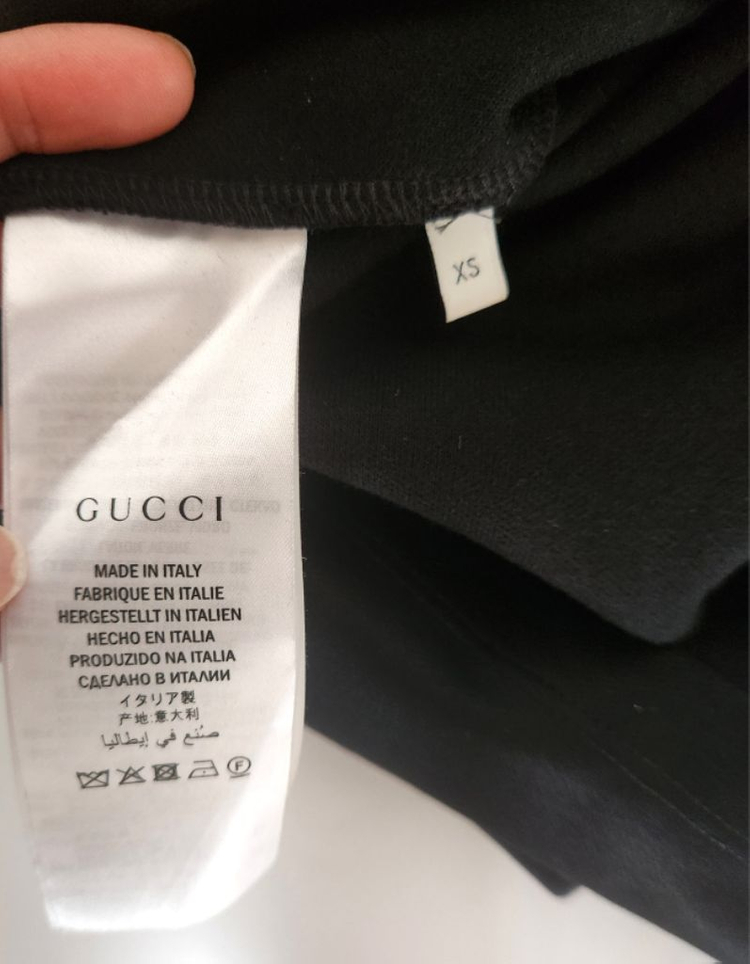 XS
GUCCI
MADE IN ITALY
FABRIQUE EN ITALIE
HERGESTELLT IN ITALIEN
HECHO EN ITALIA
PRODUZIDO NA ITALIA
СДЕЛАНО В ИТАЛИИ
イタリア製
产地:意大利
صُنع في إيطاليا
F